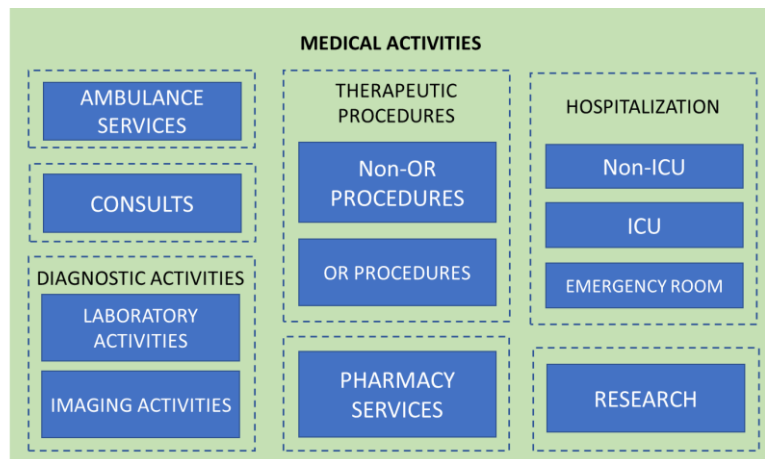 MEDICAL ACTIVITIES
AMBULANCE
SERVICES
CONSULTS
DIAGNOSTIC ACTIVITIES
LABORATORY
ACTIVITIES
IMAGING ACTIVITIES
THERAPEUTIC
PROCEDURES
Non-OR
PROCEDURES
OR PROCEDURES
PHARMACY
SERVICES
HOSPITALIZATION
Non-ICU
ICU
EMERGENCY ROOM
RESEARCH